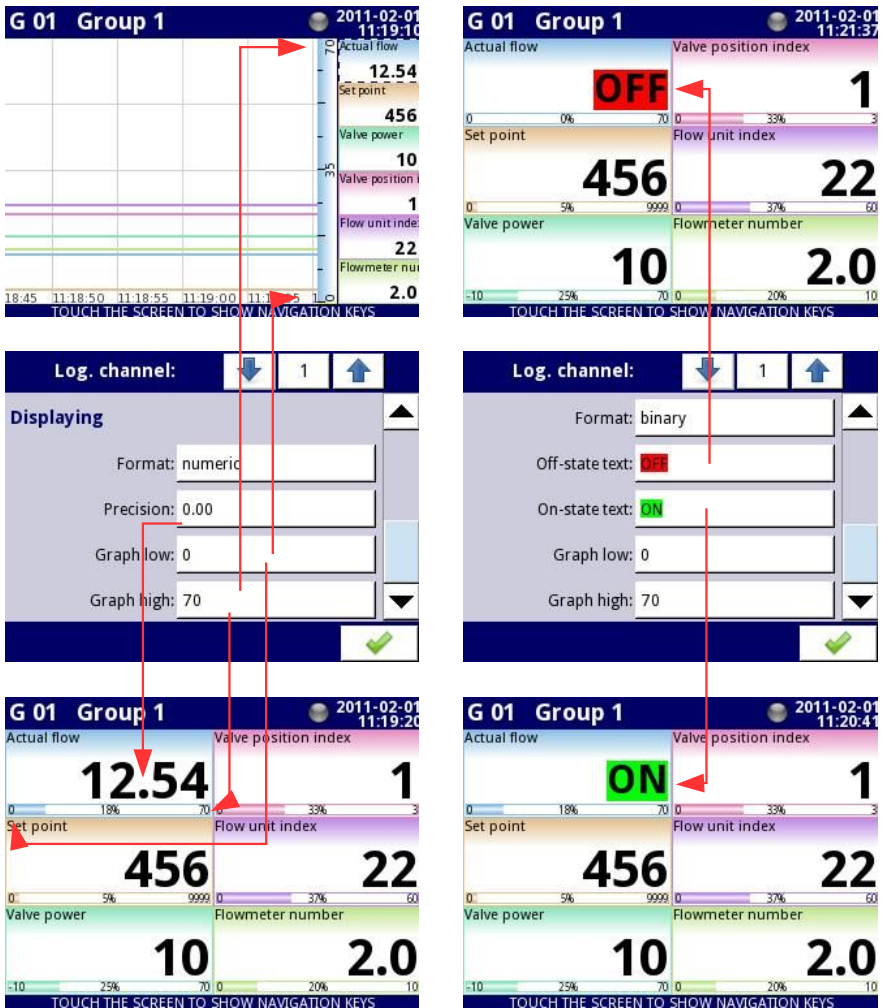 G 01 Group 1
2011-02-01
11:19:10
70
Actual flow
12.54
Set point
456
Valve power
10
35
Valve position i
1
Flow unit inde
22
Flowmeter nu
2.0
0
18:45 11:18:50 11:18:55 11:19:00
TOUCH THE SCREEN TO SHOW NAVIGATION KEYS
G 01 Group 1
2011-02-01
11:21:37
Actual flow
OFF
0 0% 70
Valve position index
1
0 33% 3
Set point
456
0 5% 9999
Flow unit index
22
0 37% 60
Valve power
10
-10 25% 70
Flowmeter number
2.0
0 20% 10
TOUCH THE SCREEN TO SHOW NAVIGATION KEYS
Log. channel: 1
Displaying
Format: numeric
Precision: 0.00
Graph low: 0
Graph high: 70
Log. channel: 1
Format: binary
Off-state text: OFF
On-state text: ON
Graph low: 0
Graph high: 70
G 01 Group 1
2011-02-01
11:19:20
Actual flow
12.54
0 18% 70
Valve position index
1
0 33% 3
Set point
456
0 5% 9999
Flow unit index
22
0 37% 60
Valve power
10
-10 25% 70
Flowmeter number
2.0
0 20% 10
TOUCH THE SCREEN TO SHOW NAVIGATION KEYS
G 01 Group 1
2011-02-01
11:20:41
Actual flow
ON
0 18% 70
Valve position index
1
0 33% 3
Set point
456
0 5% 9999
Flow unit index
22
0 37% 60
Valve power
10
-10 25% 70
Flowmeter number
2.0
0 20% 10
TOUCH THE SCREEN TO SHOW NAVIGATION KEYS